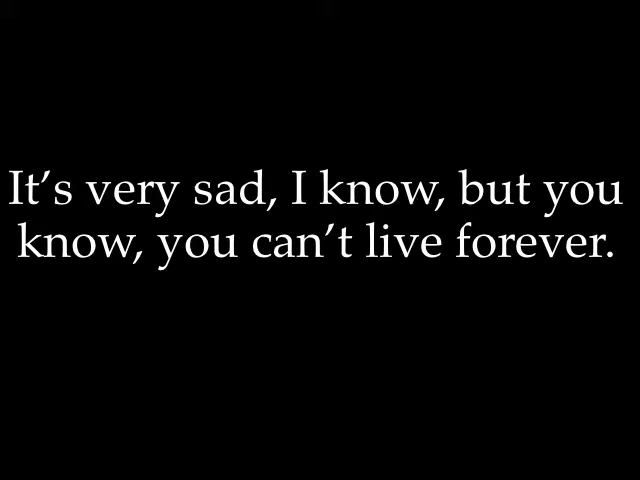 It’s very sad, I know, but you
know, you can’t live forever.